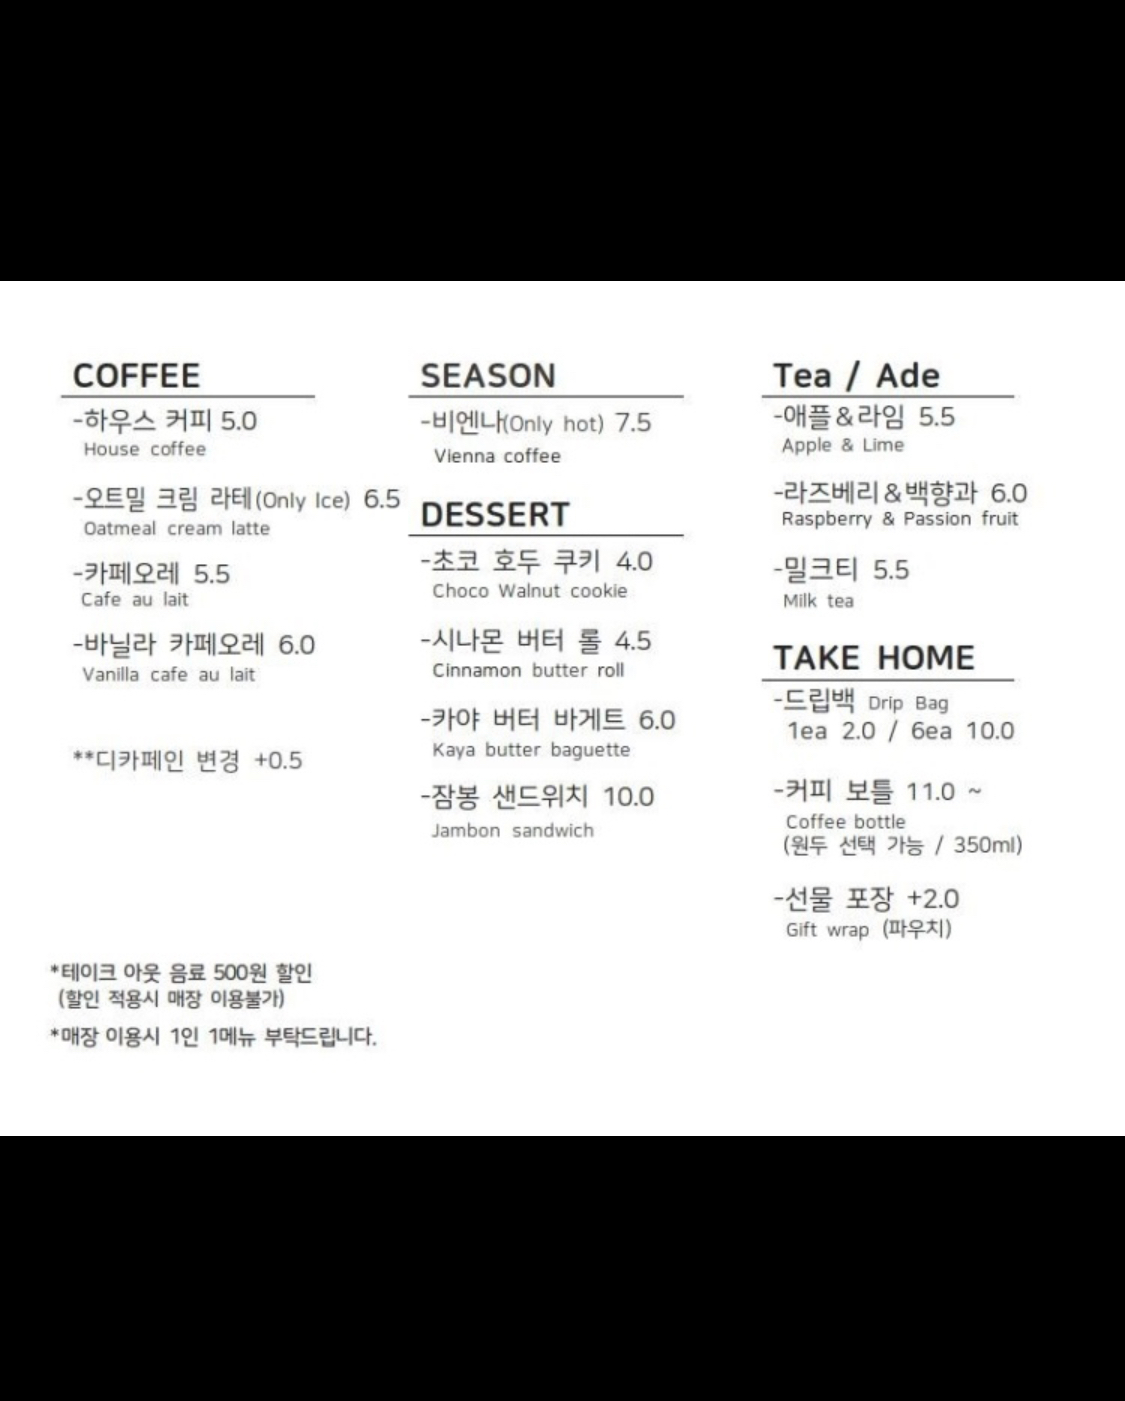 COFFEE
-하우스 커피 5.0
House coffee
-오트밀 크림 라테(Only Ice) 6.5
Oatmeal cream latte
-카페오레 5.5
Cafe au lait
-바닐라 카페오레 6.0
Vanilla cafe au lait
**디카페인 변경 +0.5
SEASON
-비엔나(Only hot) 7.5
Vienna coffee
DESSERT
-초코 호두 쿠키 4.0
Choco Walnut cookie
-시나몬 버터 롤 4.5
Cinnamon butter roll
-카야 버터 바게트 6.0
Kaya butter baguette
-잠봉 샌드위치 10.0
Jambon sandwich
Tea / Ade
-애플&라임 5.5
Apple & Lime
-라즈베리&백향과 6.0
Raspberry & Passion fruit
-밀크티 5.5
Milk tea
TAKE HOME
-드립백 Drip Bag
1ea 2.0 / 6ea 10.0
-커피 보틀 11.0 ~
Coffee bottle
(원두 선택 가능 / 350ml)
-선물 포장 +2.0
Gift wrap (파우치)
*테이크 아웃 음료 500원 할인
(할인 적용시 매장 이용불가)
*매장 이용시 1인 1메뉴 부탁드립니다.